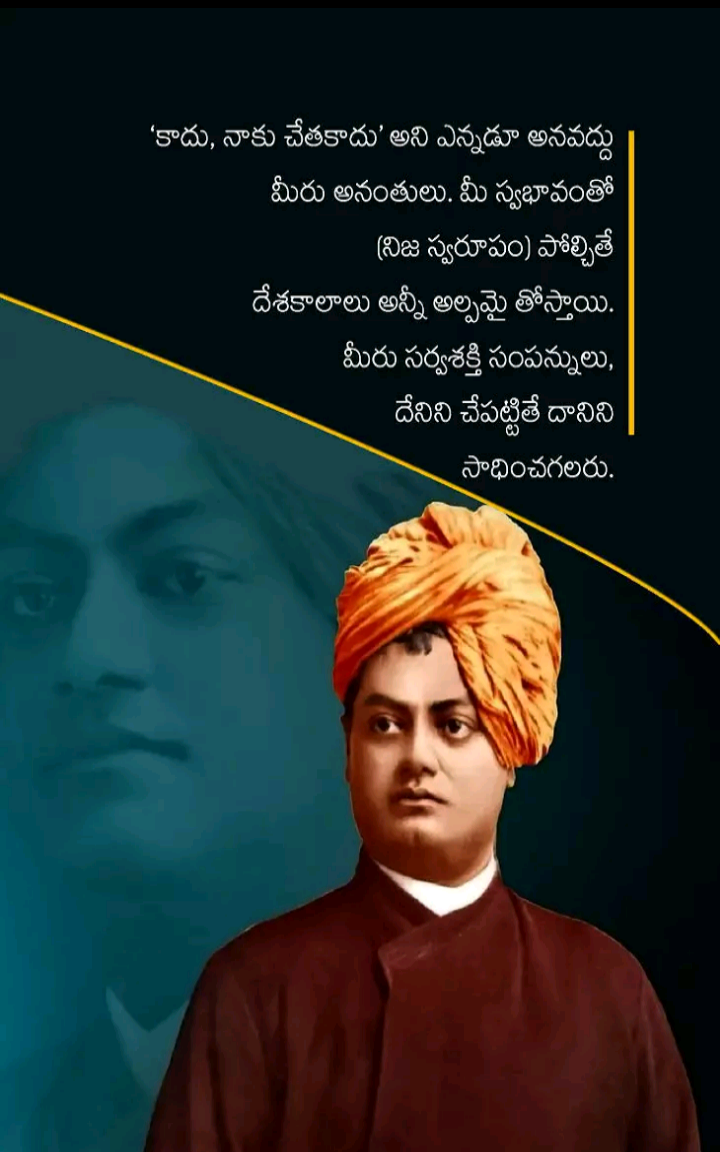 ‘కాదు, నాకు చేతకాదు’ అని ఎన్నడూ అనవద్దు
మీరు అనంతులు. మీ స్వభావంతో
(నిజ స్వరూపం) పోల్చితే
దేశకాలాలు అన్నీ అల్పమై తోస్తాయి.
మీరు సర్వశక్తి సంపన్నులు,
దేనిని చేపట్టితే దానిని
సాధించగలరు.